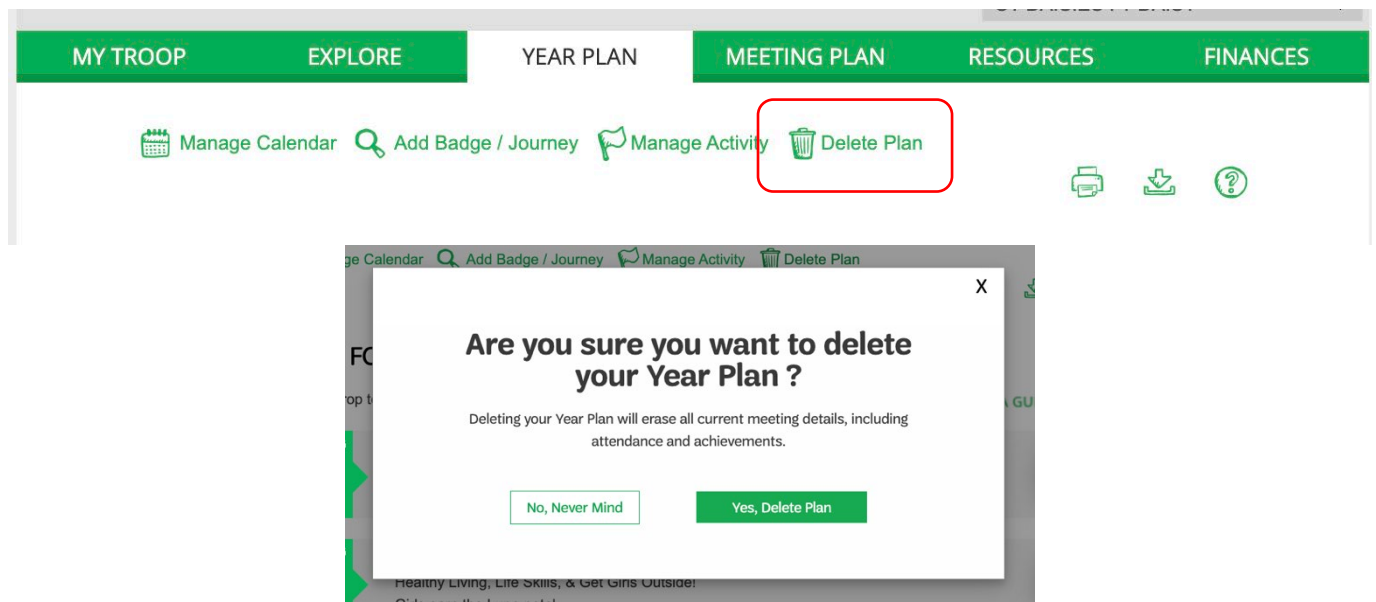 MY TROOP EXPLORE YEAR PLAN MEETING PLAN RESOURCES FINANCES
Manage Calendar Add Badge / Journey Manage Activity Delete Plan
ge Calendar Add Badge / Journey Manage Activity Delete Plan
X
Are you sure you want to delete
your Year Plan ?
FO
rop t
GU
Deleting your Year Plan will erase all current meeting details, including
attendance and achievements.
No, Never Mind Yes, Delete Plan
Healthy Living, Life Skills, & Get Girls Outside!